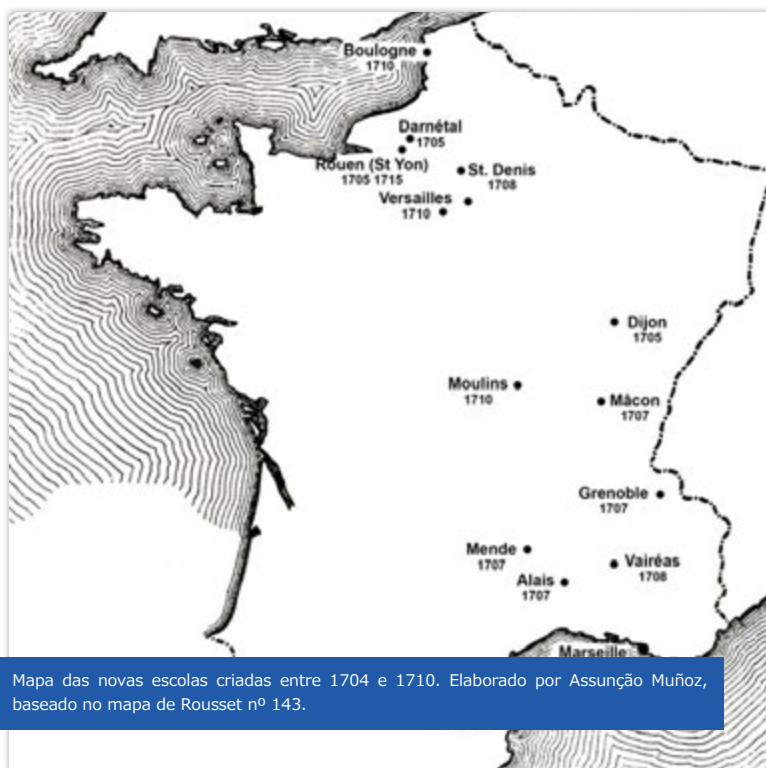 Boulogne
1710
Darnétal
1705
Rouen (St Yon)
1705 1715
St. Denis
1708
Versailles
1710
Dijon
1705
Moulins
1710
Mâcon
1707
Grenoble
1707
Mende
1707
Vairéas
1708
Alais
1707
Marseille
Mapa das novas escolas criadas entre 1704 e 1710. Elaborado por Assunção Muñoz,
baseado no mapa de Rousset nº 143.